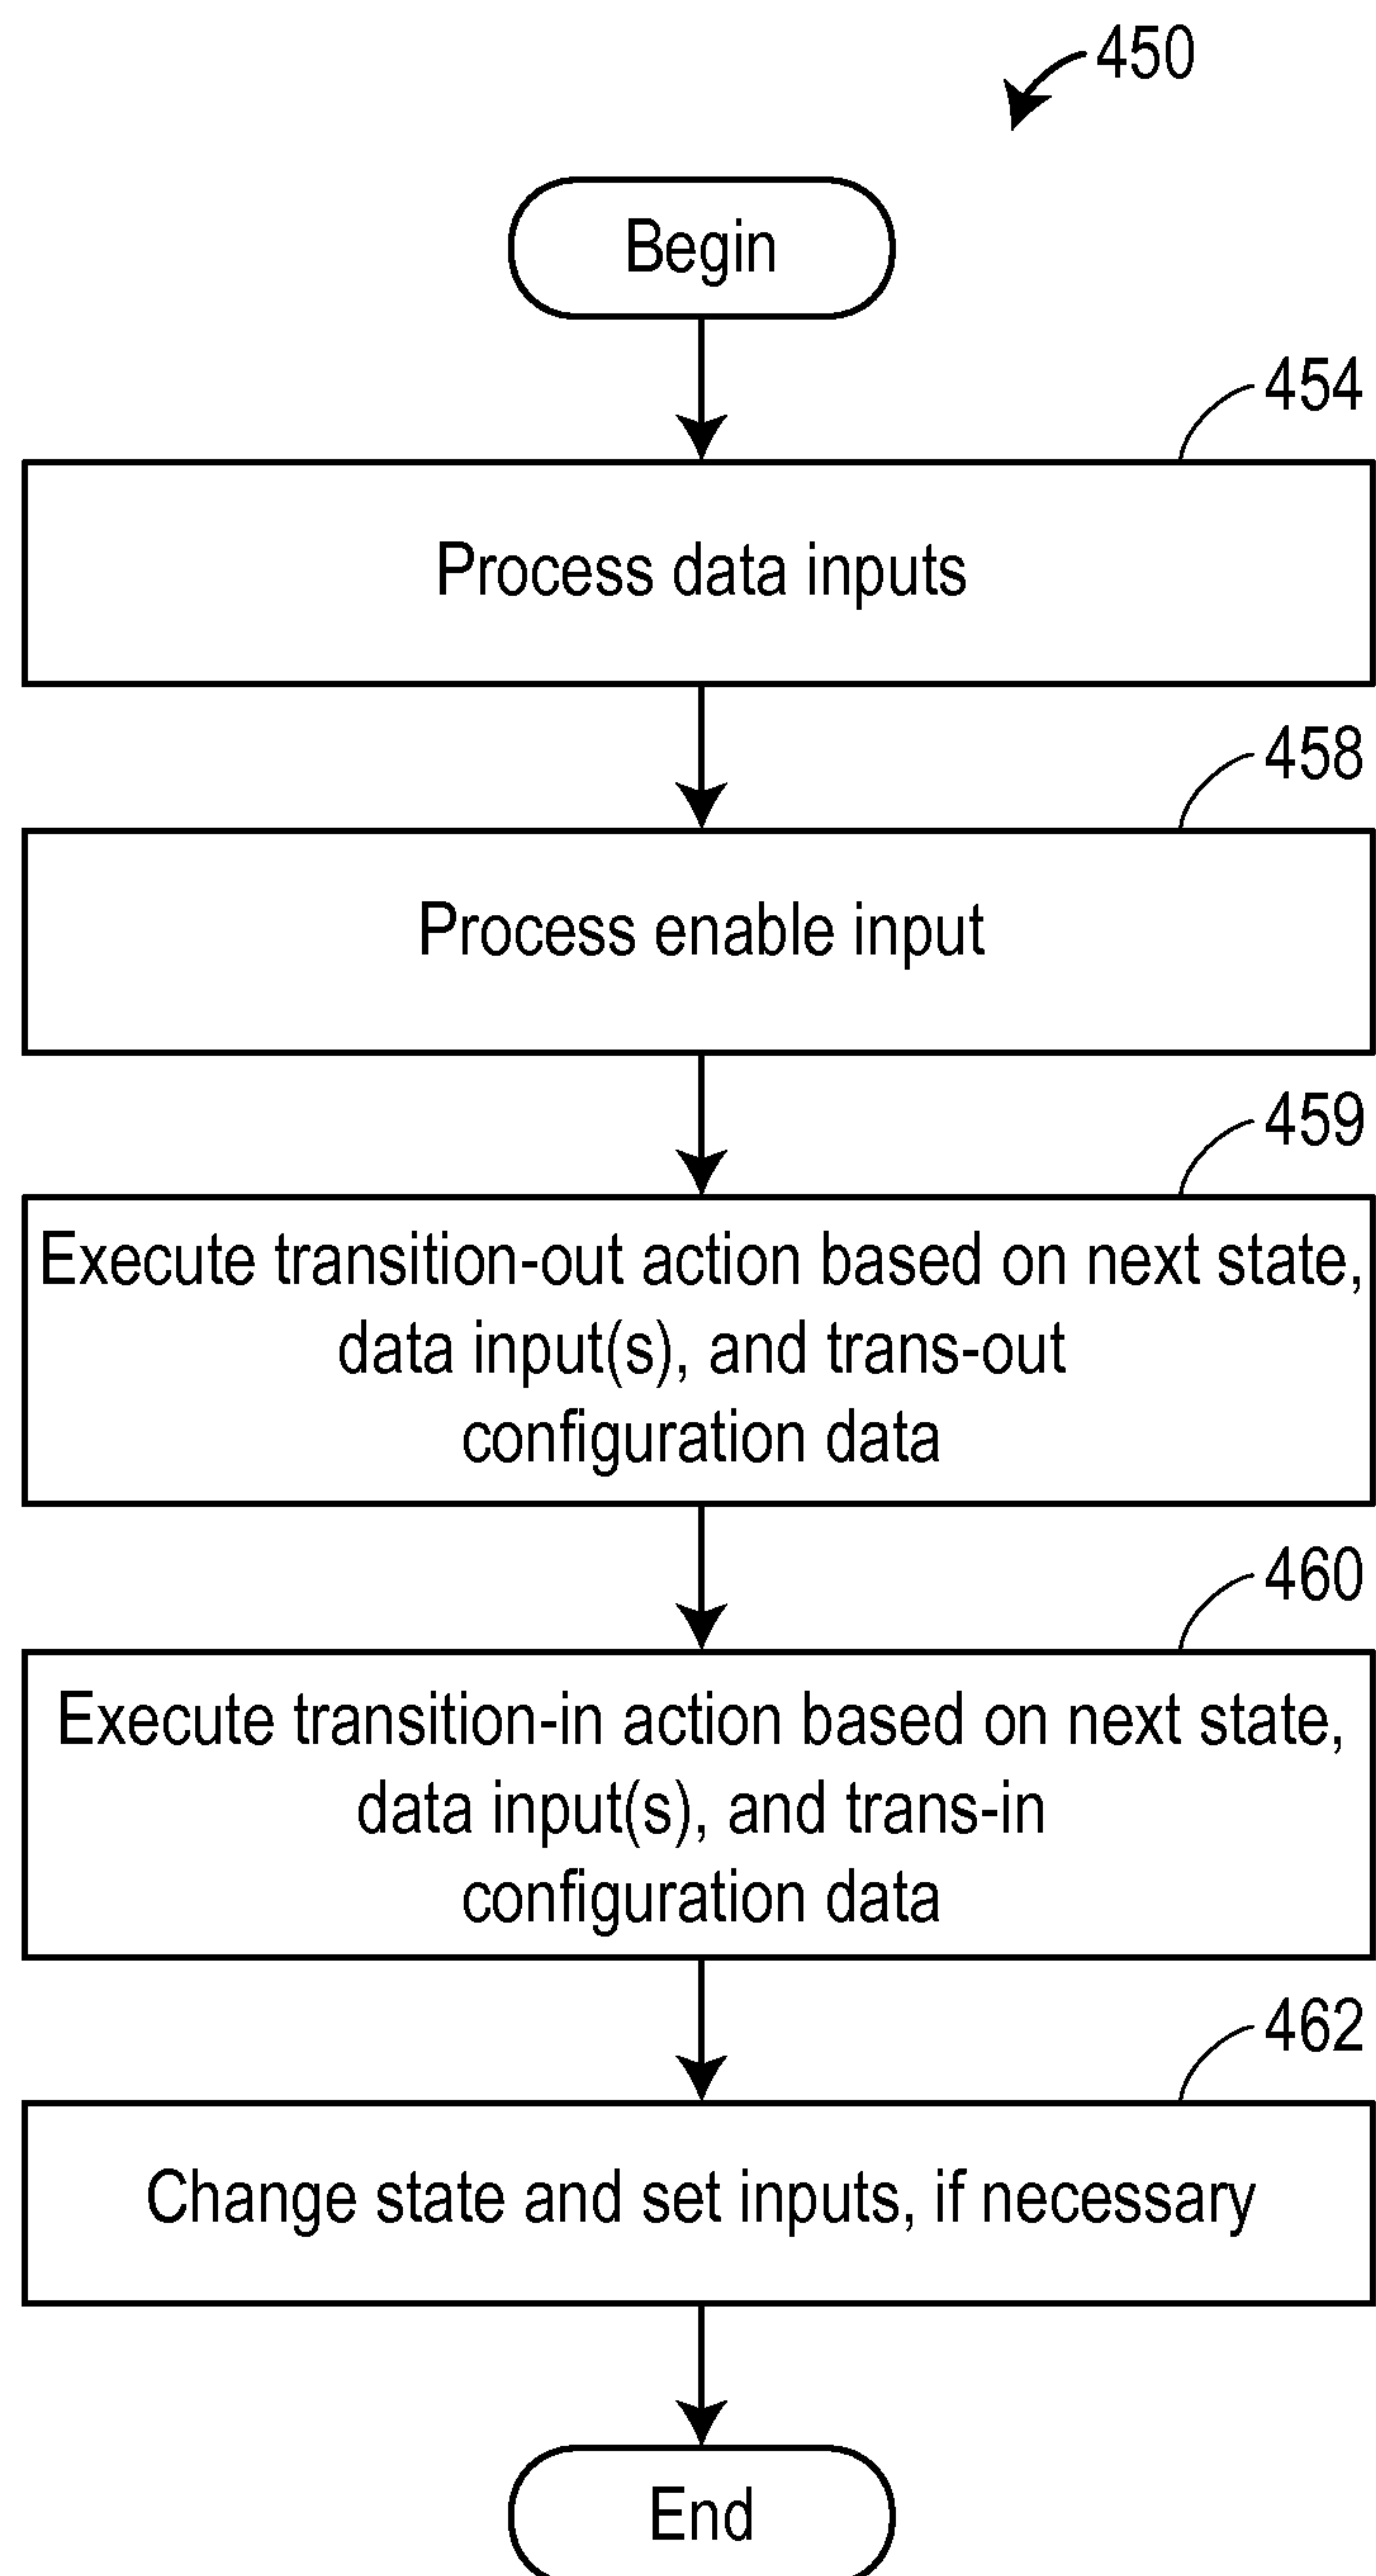 450
Begin
454
Process data inputs
458
Process enable input
459
Execute transition-out action based on next state,
data input(s), and trans-out
configuration data
460
Execute transition-in action based on next state,
data input(s), and trans-in
configuration data
462
Change state and set inputs, if necessary
End